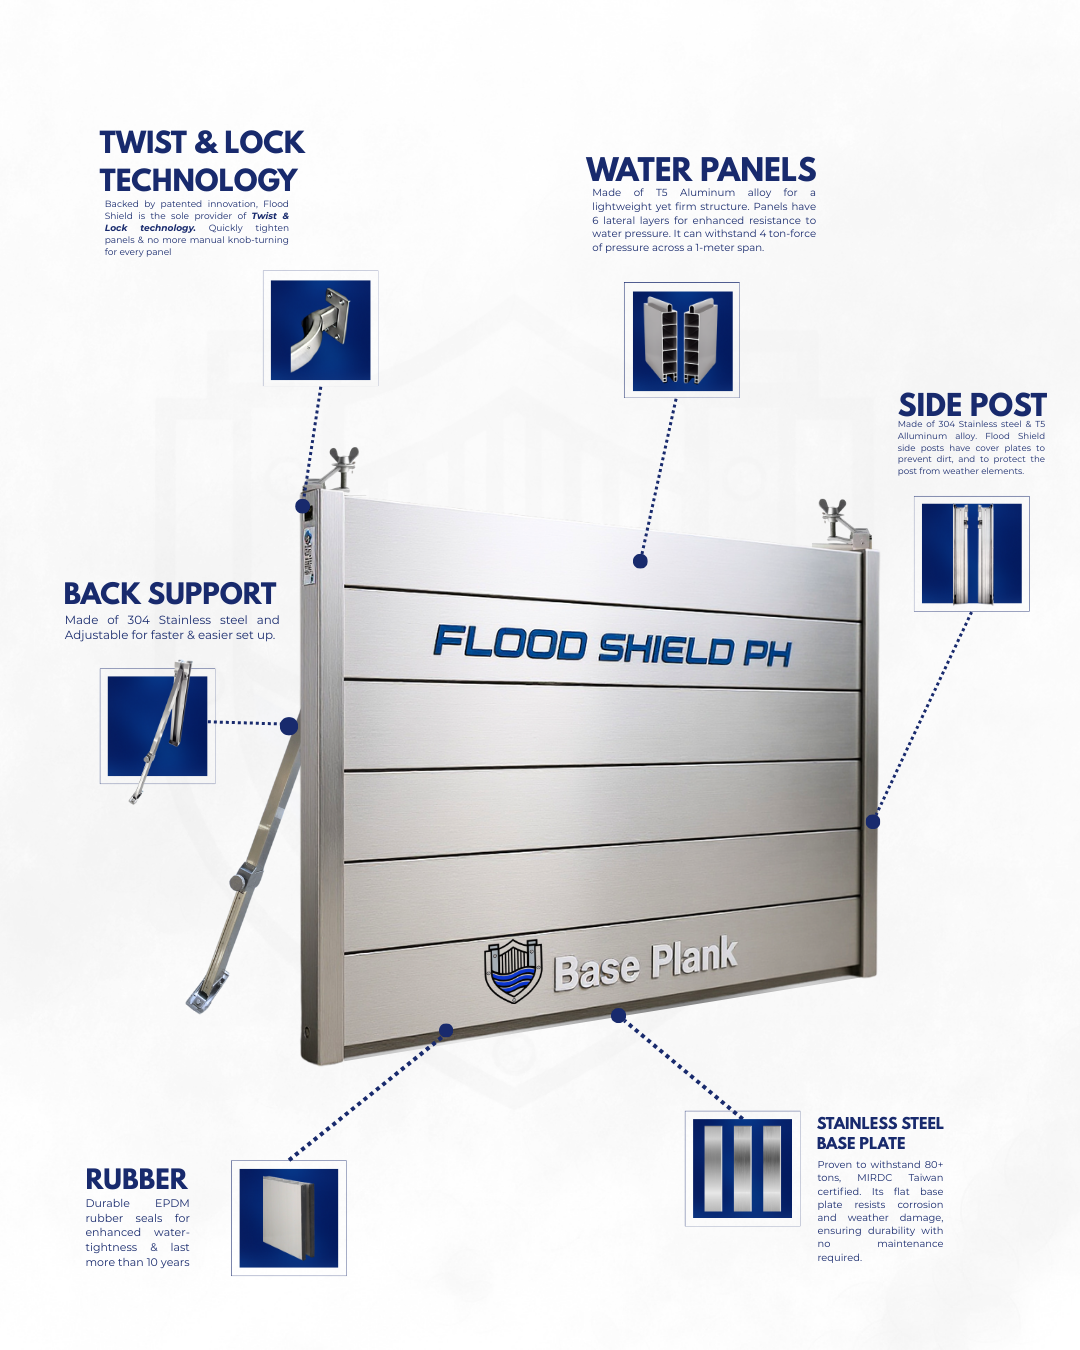 TWIST & LOCK
TECHNOLOGY
Backed by patented innovation, Flood
Shield is the sole provider of Twist &
Lock technology. Quickly tighten
panels & no more manual knob-turning
for every panel
WATER PANELS
Made of T5 Aluminum alloy for a
lightweight yet firm structure. Panels have
6 lateral layers for enhanced resistance to
water pressure. It can withstand 4 ton-force
of pressure across a 1-meter span.
SIDE POST
Made of 304 Stainless steel & T5
Alluminum alloy. Flood Shield
side posts have cover plates to
prevent dirt, and to protect the
post from weather elements.
BACK SUPPORT
Made of 304 Stainless steel and
Adjustable for faster & easier set up.
FLOOD SHIELD PH
Base Plank
RUBBER
Durable EPDM
rubber seals for
enhanced water-
tightness & last
more than 10 years
STAINLESS STEEL
BASE PLATE
Proven to withstand 80+
tons, MIRDC Taiwan
certified. Its flat base
plate resists corrosion
and weather damage,
ensuring durability with
no maintenance
required.